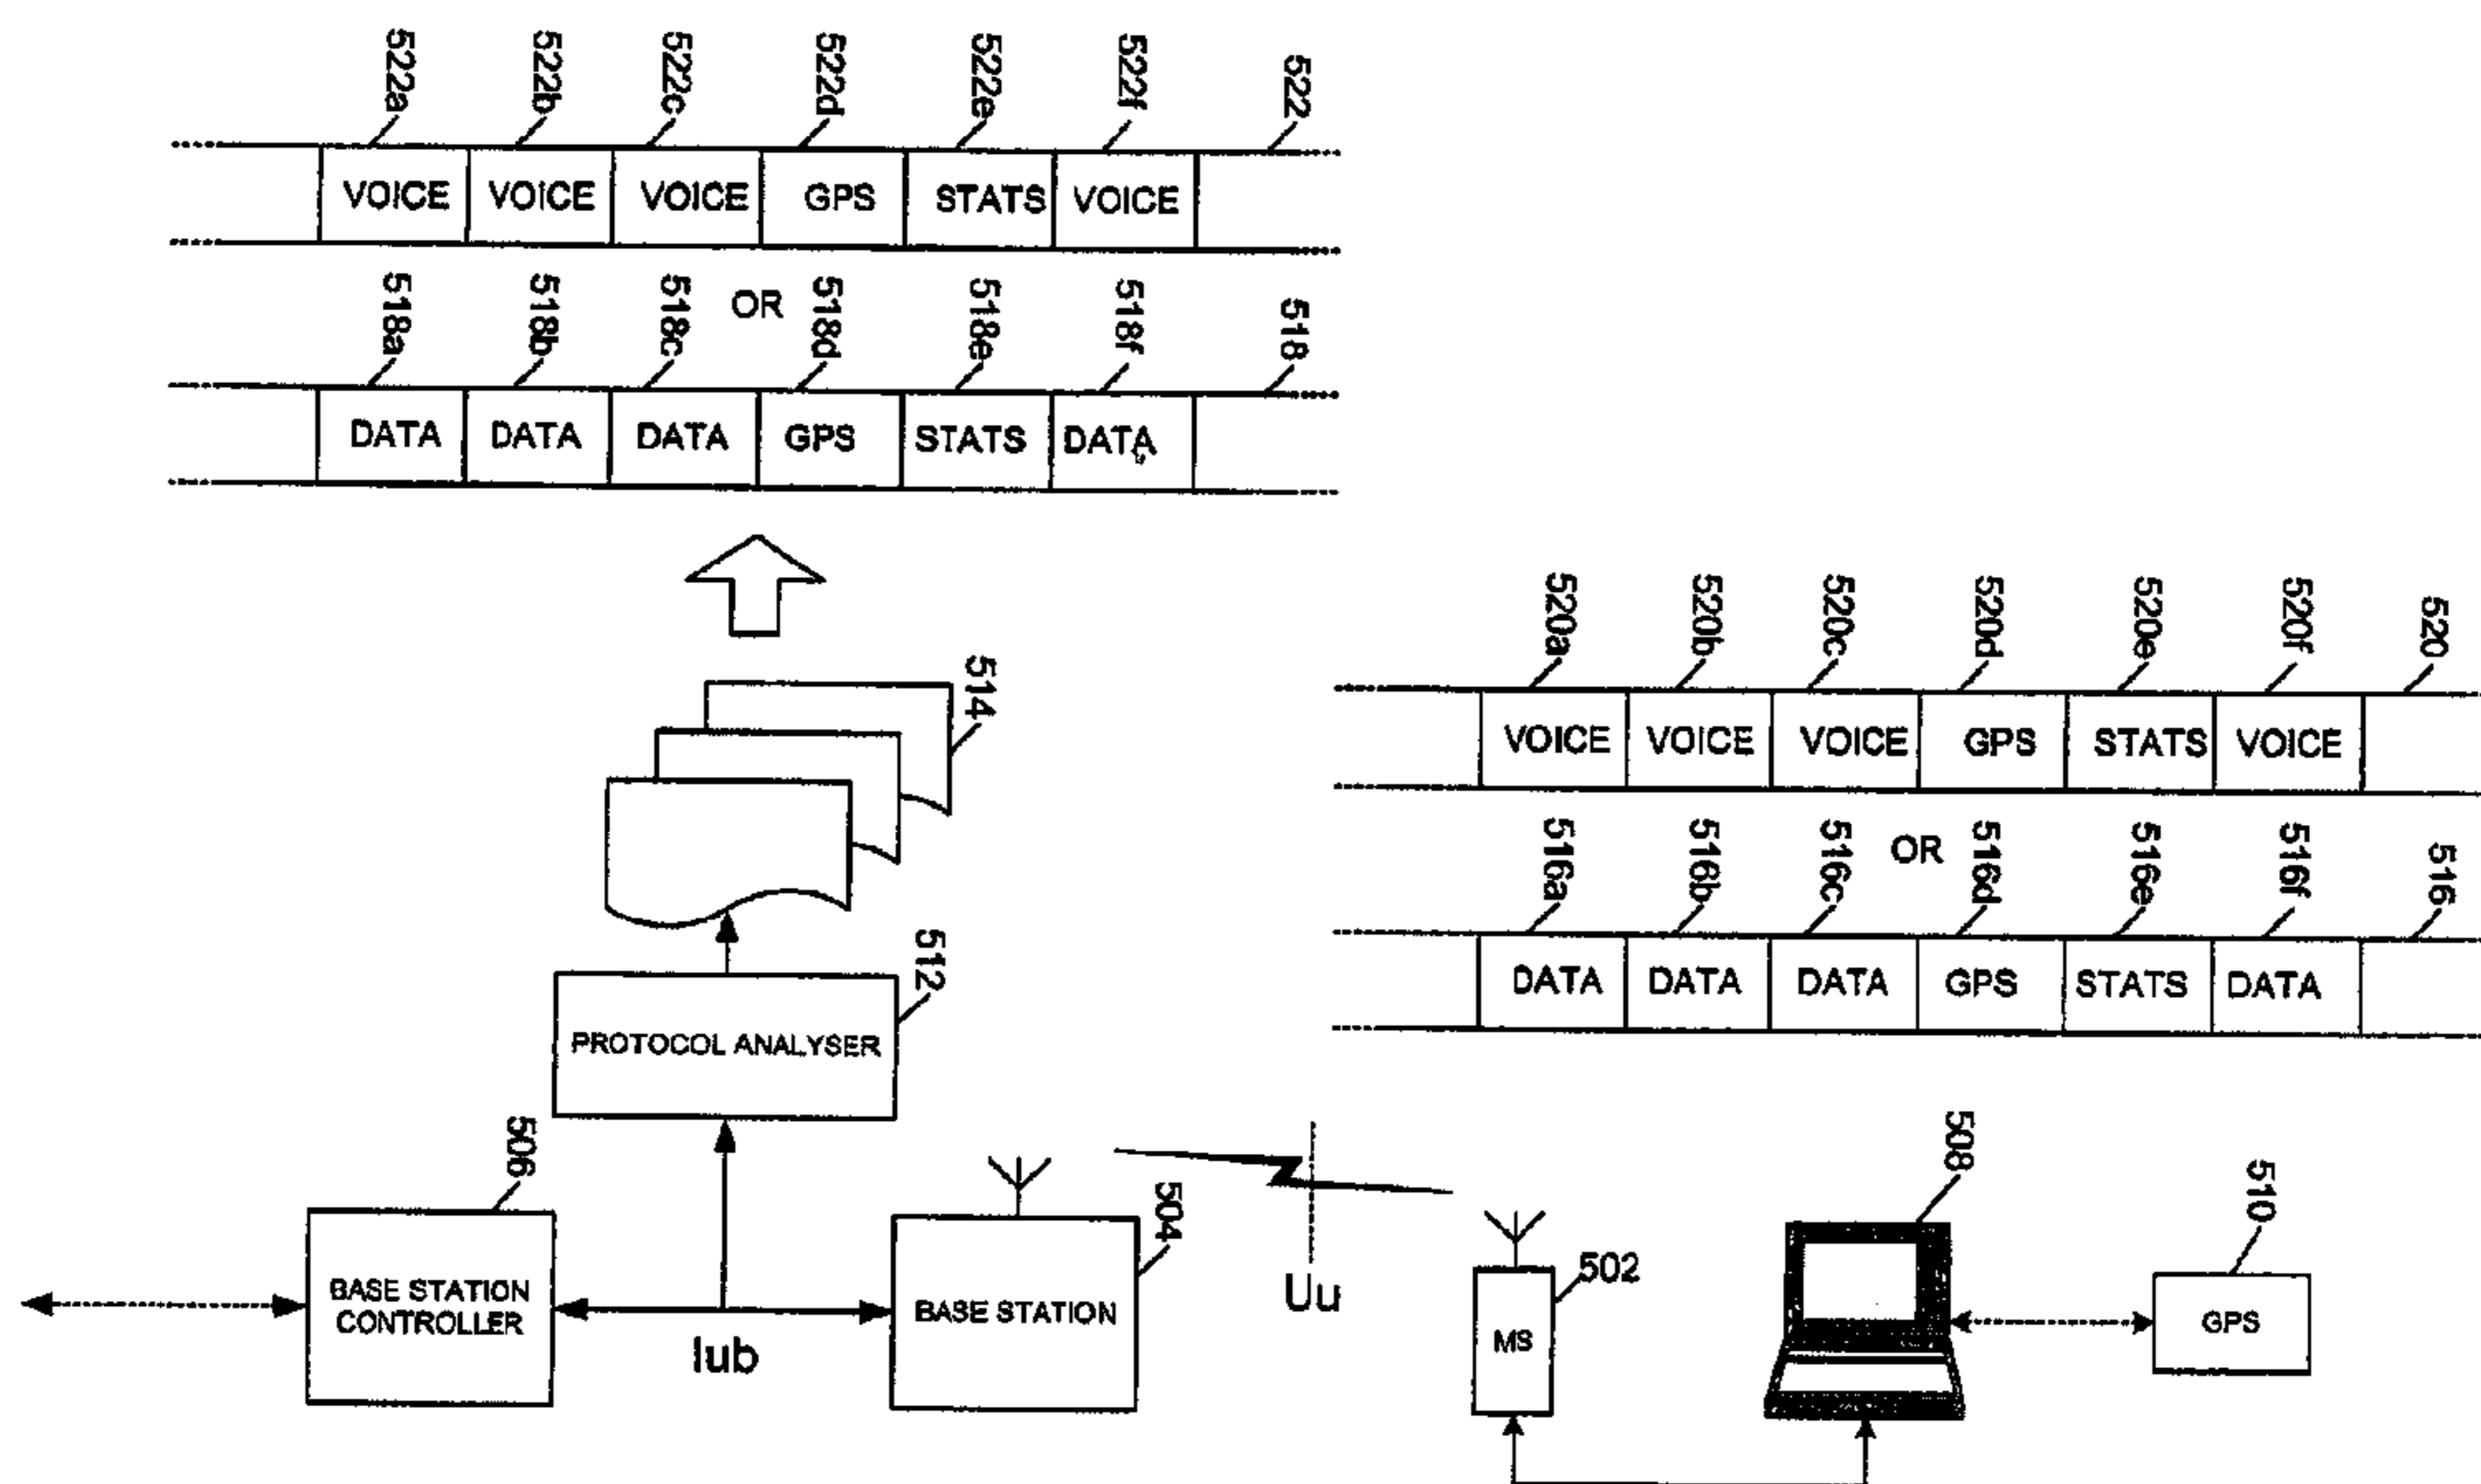 522a 522b 522c 522d 522e 522f 522
VOICE VOICE VOICE GPS STATS VOICE
OR
518a 518b 518c 518d 518e 518f 518
DATA DATA DATA GPS STATS DATA
514
520a 520b 520c 520d 520e 520f 520
VOICE VOICE VOICE GPS STATS VOICE
OR
516a 516b 516c 516d 516e 516f 516
DATA DATA DATA GPS STATS DATA
512
PROTOCOL ANALYSER
506
BASE STATION
CONTROLLER
Iub
504
BASE STATION
Uu
502
MS
508
510
GPS